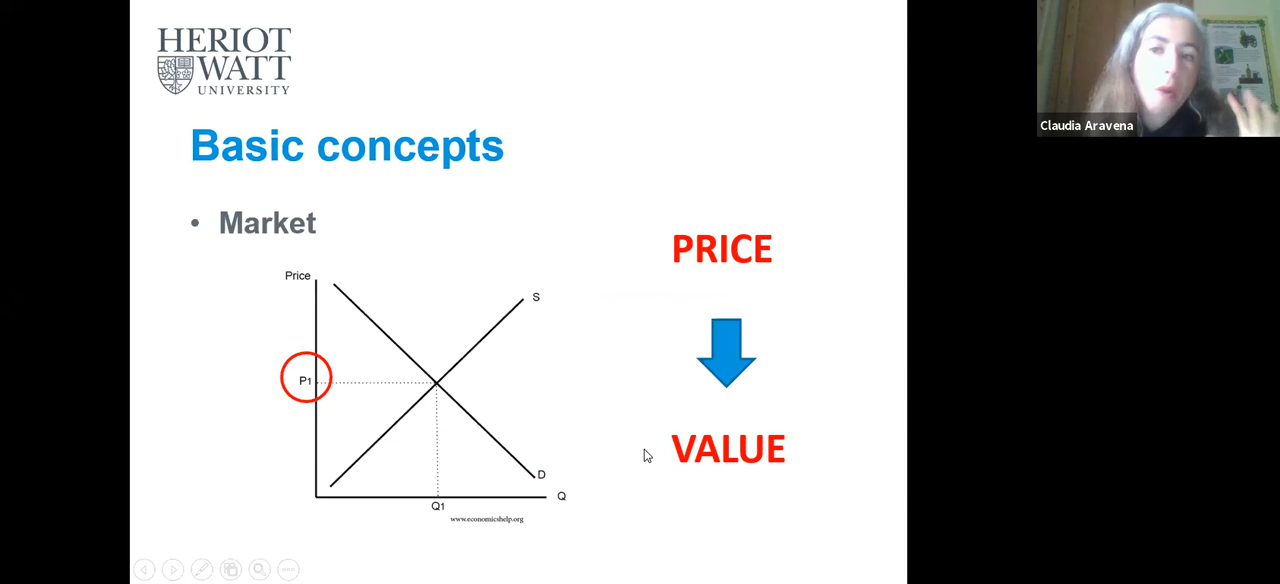 HERIOT
WATT
UNIVERSITY
Claudia Aravena
Basic concepts
• Market
PRICE
Price
S
P1
VALUE
D
Q
Q1
www.economicshelp.org